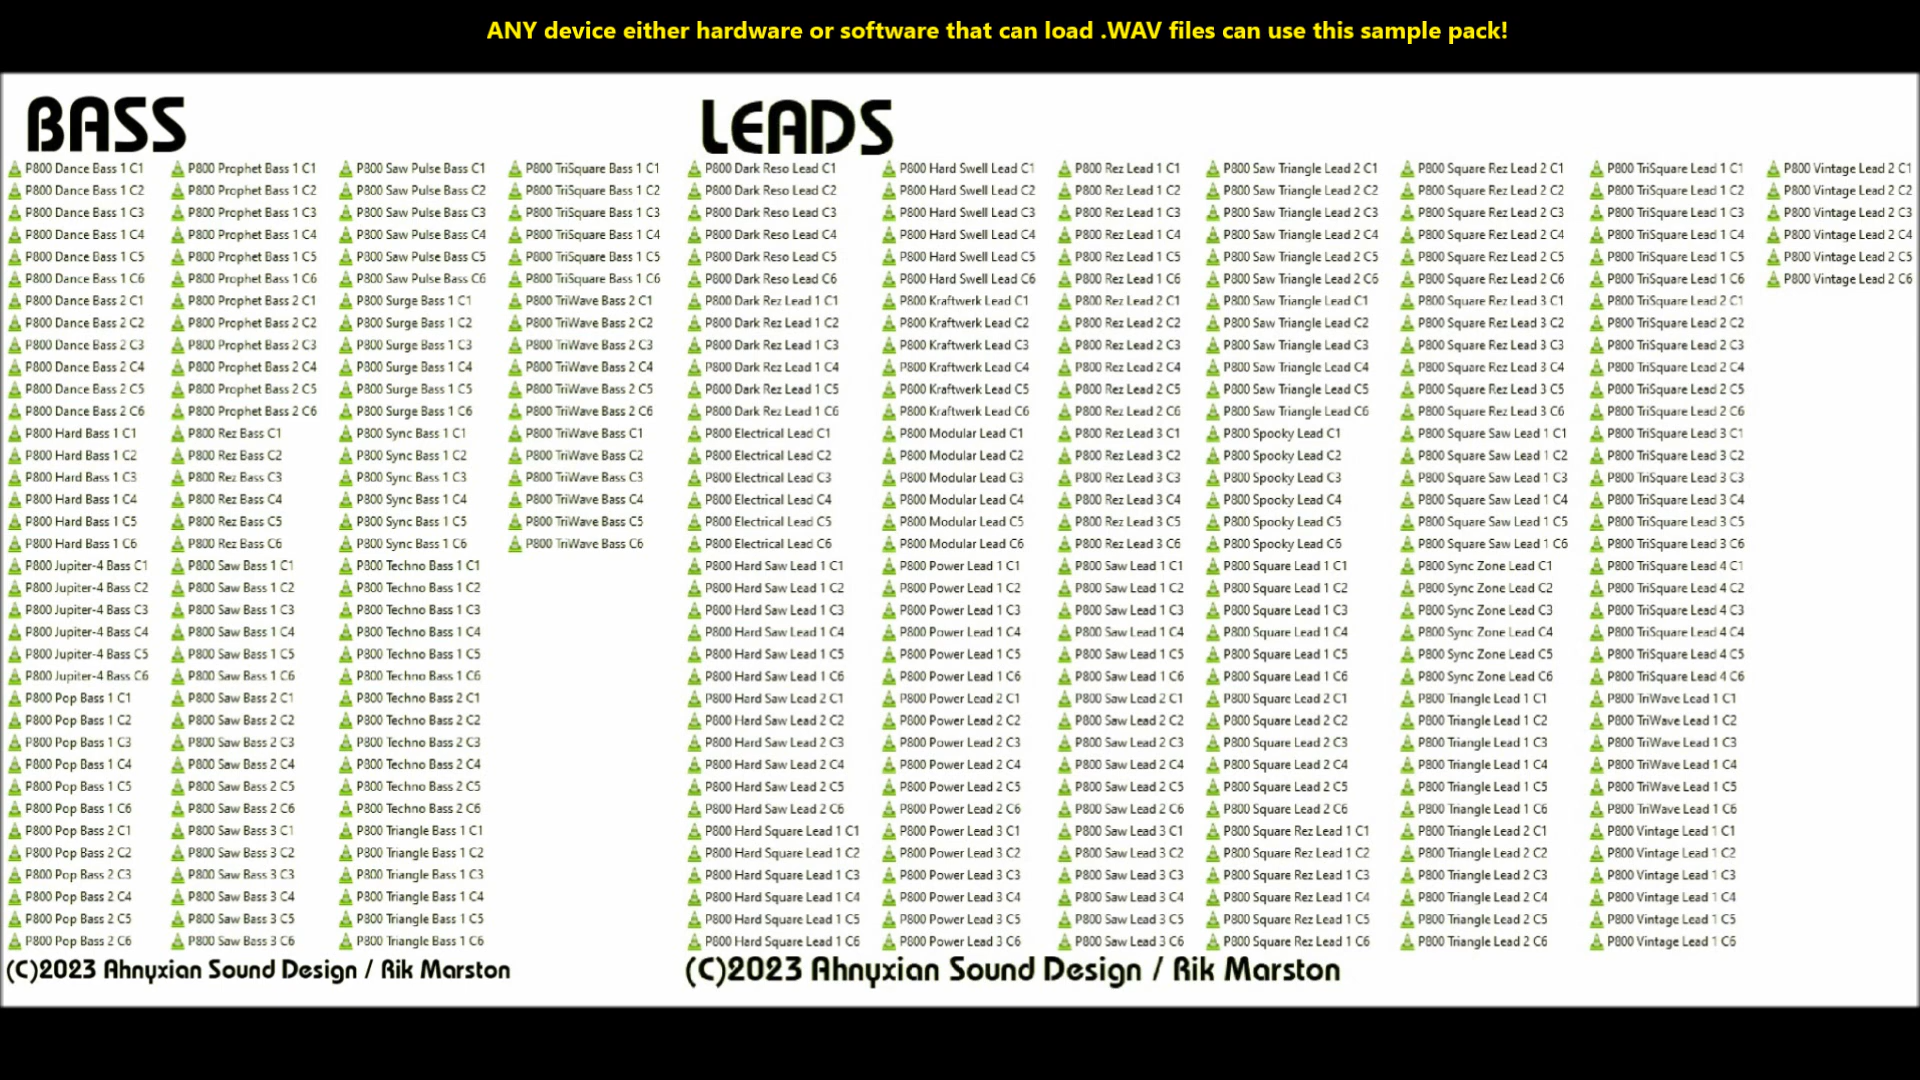 ANY device either hardware or software that can load .WAV files can use this sample pack!
BASS
P800 Dance Bass 1 C1
P800 Dance Bass 1 C2
P800 Dance Bass 1 C3
P800 Dance Bass 1 C4
P800 Dance Bass 1 C5
P800 Dance Bass 1 C6
P800 Dance Bass 2 C1
P800 Dance Bass 2 C2
P800 Dance Bass 2 C3
P800 Dance Bass 2 C4
P800 Dance Bass 2 C5
P800 Dance Bass 2 C6
P800 Hard Bass 1 C1
P800 Hard Bass 1 C2
P800 Hard Bass 1 C3
P800 Hard Bass 1 C4
P800 Hard Bass 1 C5
P800 Hard Bass 1 C6
P800 Jupiter-4 Bass C1
P800 Jupiter-4 Bass C2
P800 Jupiter-4 Bass C3
P800 Jupiter-4 Bass C4
P800 Jupiter-4 Bass C5
P800 Jupiter-4 Bass C6
P800 Pop Bass 1 C1
P800 Pop Bass 1 C2
P800 Pop Bass 1 C3
P800 Pop Bass 1 C4
P800 Pop Bass 1 C5
P800 Pop Bass 1 C6
P800 Pop Bass 2 C1
P800 Pop Bass 2 C2
P800 Pop Bass 2 C3
P800 Pop Bass 2 C4
P800 Pop Bass 2 C5
P800 Pop Bass 2 C6
P800 Prophet Bass 1 C1
P800 Prophet Bass 1 C2
P800 Prophet Bass 1 C3
P800 Prophet Bass 1 C4
P800 Prophet Bass 1 C5
P800 Prophet Bass 1 C6
P800 Prophet Bass 2 C1
P800 Prophet Bass 2 C2
P800 Prophet Bass 2 C3
P800 Prophet Bass 2 C4
P800 Prophet Bass 2 C5
P800 Prophet Bass 2 C6
P800 Rez Bass C1
P800 Rez Bass C2
P800 Rez Bass C3
P800 Rez Bass C4
P800 Rez Bass C5
P800 Rez Bass C6
P800 Saw Bass 1 C1
P800 Saw Bass 1 C2
P800 Saw Bass 1 C3
P800 Saw Bass 1 C4
P800 Saw Bass 1 C5
P800 Saw Bass 1 C6
P800 Saw Bass 2 C1
P800 Saw Bass 2 C2
P800 Saw Bass 2 C3
P800 Saw Bass 2 C4
P800 Saw Bass 2 C5
P800 Saw Bass 2 C6
P800 Saw Bass 3 C1
P800 Saw Bass 3 C2
P800 Saw Bass 3 C3
P800 Saw Bass 3 C4
P800 Saw Bass 3 C5
P800 Saw Bass 3 C6
P800 Saw Pulse Bass C1
P800 Saw Pulse Bass C2
P800 Saw Pulse Bass C3
P800 Saw Pulse Bass C4
P800 Saw Pulse Bass C5
P800 Saw Pulse Bass C6
P800 Surge Bass 1 C1
P800 Surge Bass 1 C2
P800 Surge Bass 1 C3
P800 Surge Bass 1 C4
P800 Surge Bass 1 C5
P800 Surge Bass 1 C6
P800 Sync Bass 1 C1
P800 Sync Bass 1 C2
P800 Sync Bass 1 C3
P800 Sync Bass 1 C4
P800 Sync Bass 1 C5
P800 Sync Bass 1 C6
P800 Techno Bass 1 C1
P800 Techno Bass 1 C2
P800 Techno Bass 1 C3
P800 Techno Bass 1 C4
P800 Techno Bass 1 C5
P800 Techno Bass 1 C6
P800 Techno Bass 2 C1
P800 Techno Bass 2 C2
P800 Techno Bass 2 C3
P800 Techno Bass 2 C4
P800 Techno Bass 2 C5
P800 Techno Bass 2 C6
P800 Triangle Bass 1 C1
P800 Triangle Bass 1 C2
P800 Triangle Bass 1 C3
P800 Triangle Bass 1 C4
P800 Triangle Bass 1 C5
P800 Triangle Bass 1 C6
P800 TriSquare Bass 1 C1
P800 TriSquare Bass 1 C2
P800 TriSquare Bass 1 C3
P800 TriSquare Bass 1 C4
P800 TriSquare Bass 1 C5
P800 TriSquare Bass 1 C6
P800 TriWave Bass 2 C1
P800 TriWave Bass 2 C2
P800 TriWave Bass 2 C3
P800 TriWave Bass 2 C4
P800 TriWave Bass 2 C5
P800 TriWave Bass 2 C6
P800 TriWave Bass C1
P800 TriWave Bass C2
P800 TriWave Bass C3
P800 TriWave Bass C4
P800 TriWave Bass C5
P800 TriWave Bass C6
(C)2023 Ahnyxian Sound Design / Rik Marston
LEADS
P800 Dark Reso Lead C1
P800 Dark Reso Lead C2
P800 Dark Reso Lead C3
P800 Dark Reso Lead C4
P800 Dark Reso Lead C5
P800 Dark Reso Lead C6
P800 Dark Rez Lead 1 C1
P800 Dark Rez Lead 1 C2
P800 Dark Rez Lead 1 C3
P800 Dark Rez Lead 1 C4
P800 Dark Rez Lead 1 C5
P800 Dark Rez Lead 1 C6
P800 Electrical Lead C1
P800 Electrical Lead C2
P800 Electrical Lead C3
P800 Electrical Lead C4
P800 Electrical Lead C5
P800 Electrical Lead C6
P800 Hard Saw Lead 1 C1
P800 Hard Saw Lead 1 C2
P800 Hard Saw Lead 1 C3
P800 Hard Saw Lead 1 C4
P800 Hard Saw Lead 1 C5
P800 Hard Saw Lead 1 C6
P800 Hard Saw Lead 2 C1
P800 Hard Saw Lead 2 C2
P800 Hard Saw Lead 2 C3
P800 Hard Saw Lead 2 C4
P800 Hard Saw Lead 2 C5
P800 Hard Saw Lead 2 C6
P800 Hard Square Lead 1 C1
P800 Hard Square Lead 1 C2
P800 Hard Square Lead 1 C3
P800 Hard Square Lead 1 C4
P800 Hard Square Lead 1 C5
P800 Hard Square Lead 1 C6
P800 Hard Swell Lead C1
P800 Hard Swell Lead C2
P800 Hard Swell Lead C3
P800 Hard Swell Lead C4
P800 Hard Swell Lead C5
P800 Hard Swell Lead C6
P800 Kraftwerk Lead C1
P800 Kraftwerk Lead C2
P800 Kraftwerk Lead C3
P800 Kraftwerk Lead C4
P800 Kraftwerk Lead C5
P800 Kraftwerk Lead C6
P800 Modular Lead C1
P800 Modular Lead C2
P800 Modular Lead C3
P800 Modular Lead C4
P800 Modular Lead C5
P800 Modular Lead C6
P800 Power Lead 1 C1
P800 Power Lead 1 C2
P800 Power Lead 1 C3
P800 Power Lead 1 C4
P800 Power Lead 1 C5
P800 Power Lead 1 C6
P800 Power Lead 2 C1
P800 Power Lead 2 C2
P800 Power Lead 2 C3
P800 Power Lead 2 C4
P800 Power Lead 2 C5
P800 Power Lead 2 C6
P800 Power Lead 3 C1
P800 Power Lead 3 C2
P800 Power Lead 3 C3
P800 Power Lead 3 C4
P800 Power Lead 3 C5
P800 Power Lead 3 C6
P800 Rez Lead 1 C1
P800 Rez Lead 1 C2
P800 Rez Lead 1 C3
P800 Rez Lead 1 C4
P800 Rez Lead 1 C5
P800 Rez Lead 1 C6
P800 Rez Lead 2 C1
P800 Rez Lead 2 C2
P800 Rez Lead 2 C3
P800 Rez Lead 2 C4
P800 Rez Lead 2 C5
P800 Rez Lead 2 C6
P800 Rez Lead 3 C1
P800 Rez Lead 3 C2
P800 Rez Lead 3 C3
P800 Rez Lead 3 C4
P800 Rez Lead 3 C5
P800 Rez Lead 3 C6
P800 Saw Lead 1 C1
P800 Saw Lead 1 C2
P800 Saw Lead 1 C3
P800 Saw Lead 1 C4
P800 Saw Lead 1 C5
P800 Saw Lead 1 C6
P800 Saw Lead 2 C1
P800 Saw Lead 2 C2
P800 Saw Lead 2 C3
P800 Saw Lead 2 C4
P800 Saw Lead 2 C5
P800 Saw Lead 2 C6
P800 Saw Lead 3 C1
P800 Saw Lead 3 C2
P800 Saw Lead 3 C3
P800 Saw Lead 3 C4
P800 Saw Lead 3 C5
P800 Saw Lead 3 C6
P800 Saw Triangle Lead 2 C1
P800 Saw Triangle Lead 2 C2
P800 Saw Triangle Lead 2 C3
P800 Saw Triangle Lead 2 C4
P800 Saw Triangle Lead 2 C5
P800 Saw Triangle Lead 2 C6
P800 Saw Triangle Lead C1
P800 Saw Triangle Lead C2
P800 Saw Triangle Lead C3
P800 Saw Triangle Lead C4
P800 Saw Triangle Lead C5
P800 Saw Triangle Lead C6
P800 Spooky Lead C1
P800 Spooky Lead C2
P800 Spooky Lead C3
P800 Spooky Lead C4
P800 Spooky Lead C5
P800 Spooky Lead C6
P800 Square Lead 1 C1
P800 Square Lead 1 C2
P800 Square Lead 1 C3
P800 Square Lead 1 C4
P800 Square Lead 1 C5
P800 Square Lead 1 C6
P800 Square Lead 2 C1
P800 Square Lead 2 C2
P800 Square Lead 2 C3
P800 Square Lead 2 C4
P800 Square Lead 2 C5
P800 Square Lead 2 C6
P800 Square Rez Lead 1 C1
P800 Square Rez Lead 1 C2
P800 Square Rez Lead 1 C3
P800 Square Rez Lead 1 C4
P800 Square Rez Lead 1 C5
P800 Square Rez Lead 1 C6
P800 Square Rez Lead 2 C1
P800 Square Rez Lead 2 C2
P800 Square Rez Lead 2 C3
P800 Square Rez Lead 2 C4
P800 Square Rez Lead 2 C5
P800 Square Rez Lead 2 C6
P800 Square Rez Lead 3 C1
P800 Square Rez Lead 3 C2
P800 Square Rez Lead 3 C3
P800 Square Rez Lead 3 C4
P800 Square Rez Lead 3 C5
P800 Square Rez Lead 3 C6
P800 Square Saw Lead 1 C1
P800 Square Saw Lead 1 C2
P800 Square Saw Lead 1 C3
P800 Square Saw Lead 1 C4
P800 Square Saw Lead 1 C5
P800 Square Saw Lead 1 C6
P800 Sync Zone Lead C1
P800 Sync Zone Lead C2
P800 Sync Zone Lead C3
P800 Sync Zone Lead C4
P800 Sync Zone Lead C5
P800 Sync Zone Lead C6
P800 Triangle Lead 1 C1
P800 Triangle Lead 1 C2
P800 Triangle Lead 1 C3
P800 Triangle Lead 1 C4
P800 Triangle Lead 1 C5
P800 Triangle Lead 1 C6
P800 Triangle Lead 2 C1
P800 Triangle Lead 2 C2
P800 Triangle Lead 2 C3
P800 Triangle Lead 2 C4
P800 Triangle Lead 2 C5
P800 Triangle Lead 2 C6
P800 TriSquare Lead 1 C1
P800 TriSquare Lead 1 C2
P800 TriSquare Lead 1 C3
P800 TriSquare Lead 1 C4
P800 TriSquare Lead 1 C5
P800 TriSquare Lead 1 C6
P800 TriSquare Lead 2 C1
P800 TriSquare Lead 2 C2
P800 TriSquare Lead 2 C3
P800 TriSquare Lead 2 C4
P800 TriSquare Lead 2 C5
P800 TriSquare Lead 2 C6
P800 TriSquare Lead 3 C1
P800 TriSquare Lead 3 C2
P800 TriSquare Lead 3 C3
P800 TriSquare Lead 3 C4
P800 TriSquare Lead 3 C5
P800 TriSquare Lead 3 C6
P800 TriSquare Lead 4 C1
P800 TriSquare Lead 4 C2
P800 TriSquare Lead 4 C3
P800 TriSquare Lead 4 C4
P800 TriSquare Lead 4 C5
P800 TriSquare Lead 4 C6
P800 TriWave Lead 1 C1
P800 TriWave Lead 1 C2
P800 TriWave Lead 1 C3
P800 TriWave Lead 1 C4
P800 TriWave Lead 1 C5
P800 TriWave Lead 1 C6
P800 Vintage Lead 1 C1
P800 Vintage Lead 1 C2
P800 Vintage Lead 1 C3
P800 Vintage Lead 1 C4
P800 Vintage Lead 1 C5
P800 Vintage Lead 1 C6
P800 Vintage Lead 2 C1
P800 Vintage Lead 2 C2
P800 Vintage Lead 2 C3
P800 Vintage Lead 2 C4
P800 Vintage Lead 2 C5
P800 Vintage Lead 2 C6
(C)2023 Ahnyxian Sound Design / Rik Marston